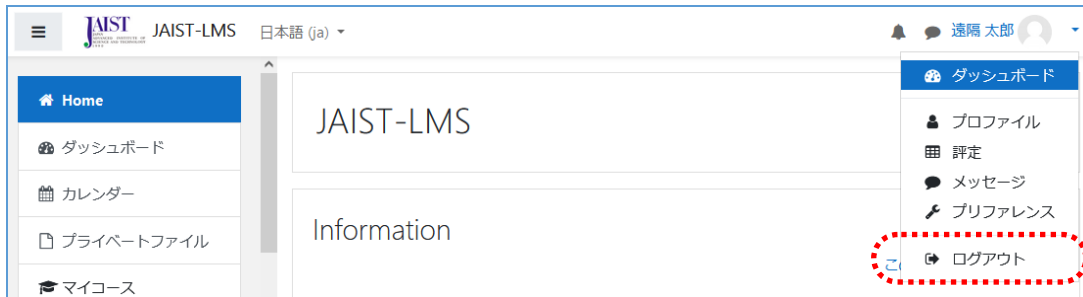 JAIST JAIST-LMS 日本語 (ja)
遠隔 太郎
ダッシュボード
プロファイル
評定
メッセージ
プリファレンス
ログアウト
Home
ダッシュボード
カレンダー
プライベートファイル
マイコース
JAIST-LMS
Information
こ